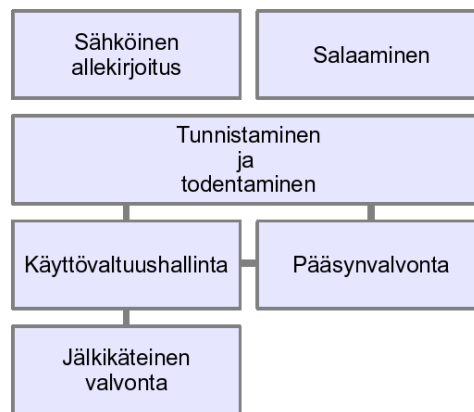 Sähköinen
allekirjoitus
Salaaminen
Tunnistaminen
ja
todentaminen
Käyttövaltuushallinta
Pääsynvalvonta
Jälkikäteinen
valvonta